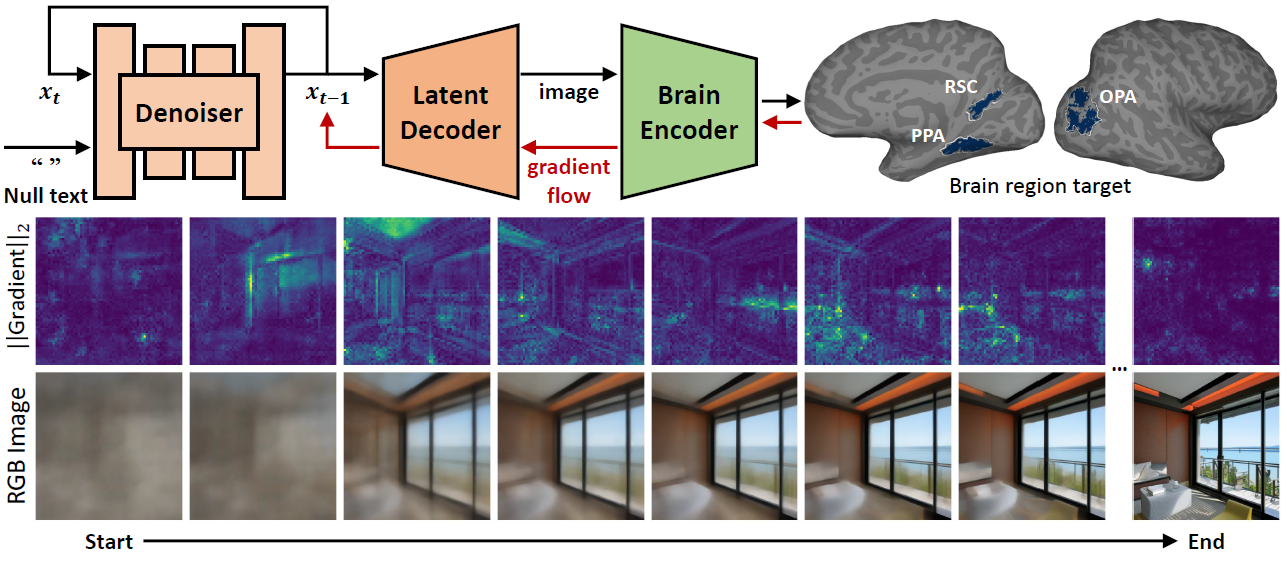 Denoiser
x_t
“ ”
Null text
x_{t−1}
Latent
Decoder
image
gradient
flow
Brain
Encoder
RSC
PPA
OPA
Brain region target
||Gradient||_2
RGB Image
...
Start
End